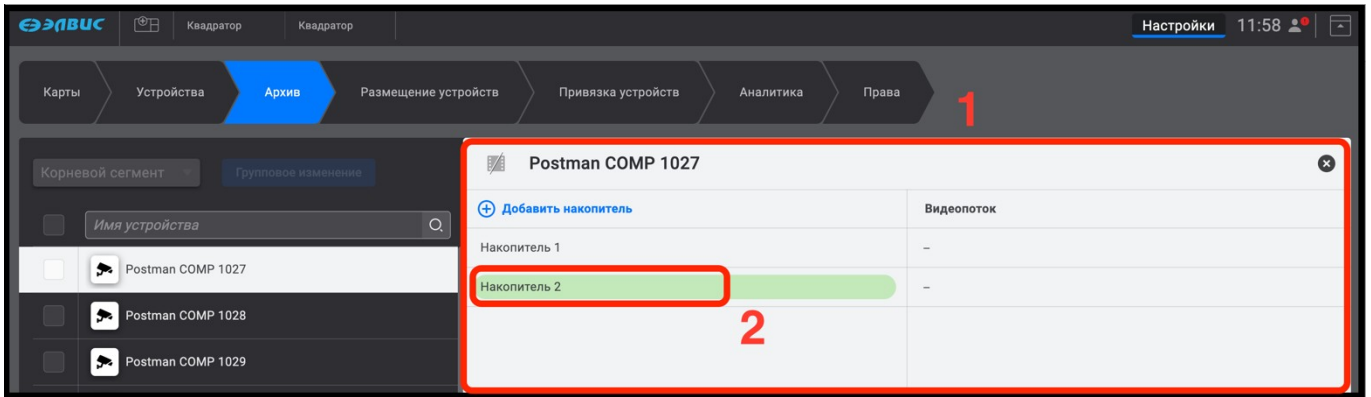 ЭЛВИС Квадратор Квадратор Настройки 11:58
Карты Устройства Архив Размещение устройств Привязка устройств Аналитика Права 1
Корневой сегмент Групповое изменение
Postman COMP 1027
Добавить накопитель Видеопоток
Имя устройства
Накопитель 1 –
Postman COMP 1027
Накопитель 2 –
2
Postman COMP 1028
Postman COMP 1029